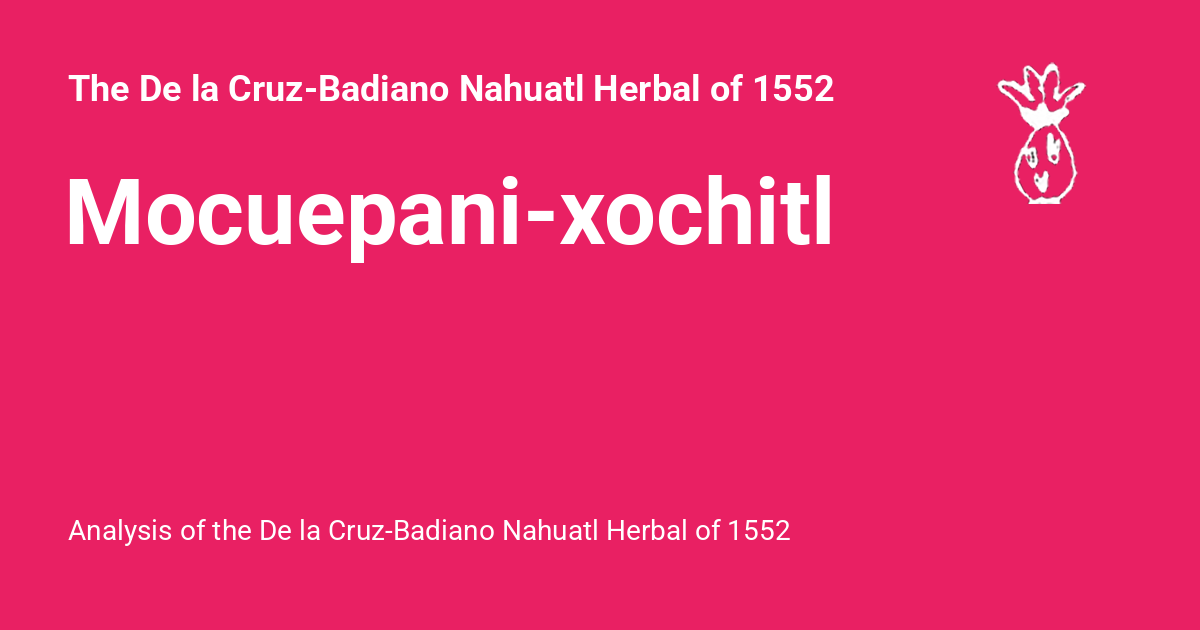 The De la Cruz-Badiano Nahuatl Herbal of 1552
Mocuepani-xochitl
Analysis of the De la Cruz-Badiano Nahuatl Herbal of 1552